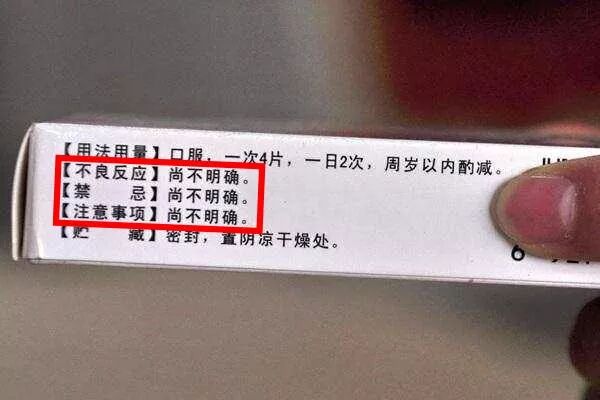 【用法用量】口服，一次4片，一日2次，周岁以内酌减。
【不良反应】尚不明确。
【禁 忌】尚不明确。
【注意事项】尚不明确。
【贮 藏】密封，置阴凉干燥处。